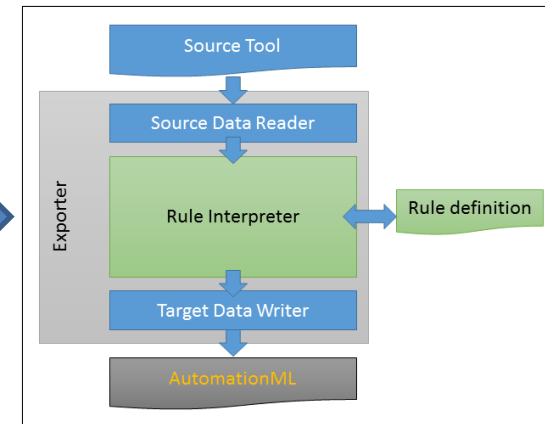 Source Tool
Source Data Reader
Exporter
Rule Interpreter
Rule definition
Target Data Writer
AutomationML